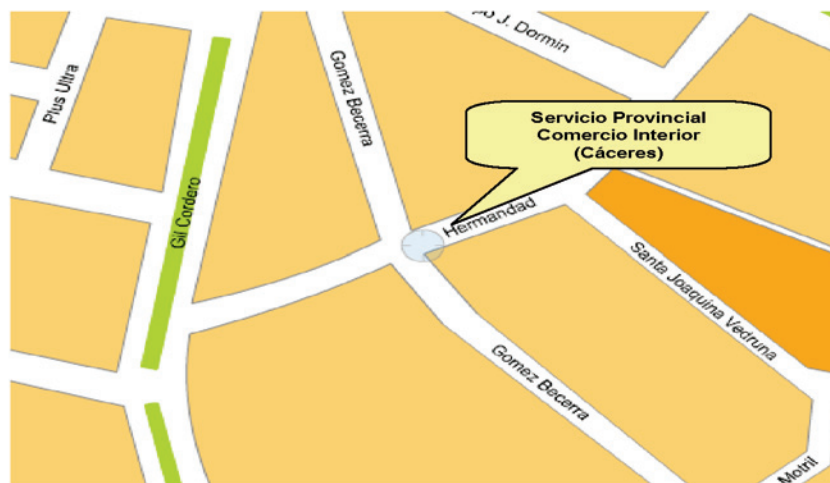 J. Dormin
Plus Ultra
Gomez Becerra
Servicio Provincial
Comercio Interior
(Cáceres)
Gil Cordero
Hermandad
Santa Joaquina Vedruna
Gomez Becerra
Motril